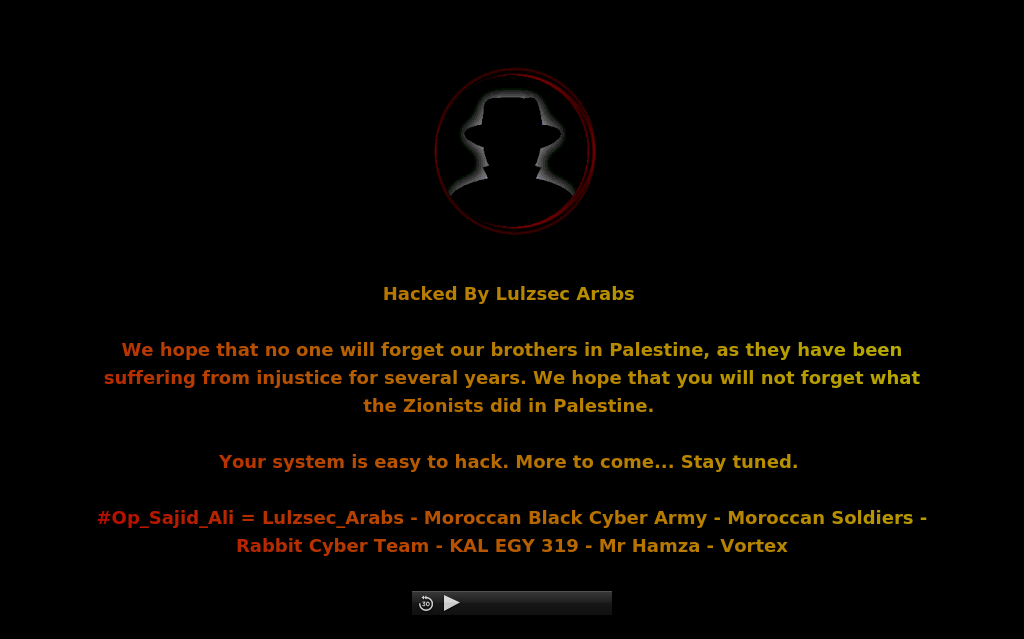 Hacked By Lulzsec Arabs
We hope that no one will forget our brothers in Palestine, as they have been
suffering from injustice for several years. We hope that you will not forget what
the Zionists did in Palestine.
Your system is easy to hack. More to come... Stay tuned.
#Op_Sajid_Ali = Lulzsec_Arabs - Moroccan Black Cyber Army - Moroccan Soldiers -
Rabbit Cyber Team - KAL EGY 319 - Mr Hamza - Vortex
30